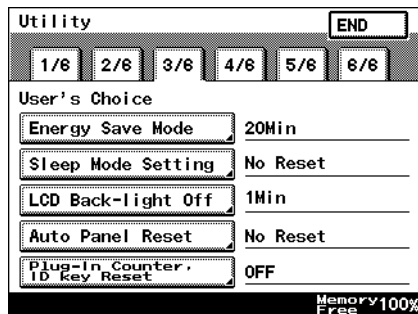 Utility END
1/6 2/6 3/6 4/6 5/6 6/6
User's Choice
Energy Save Mode 20Min
Sleep Mode Setting No Reset
LCD Back-light Off 1Min
Auto Panel Reset No Reset
Plug-In Counter,
ID key Reset OFF
Memory
Free 100%